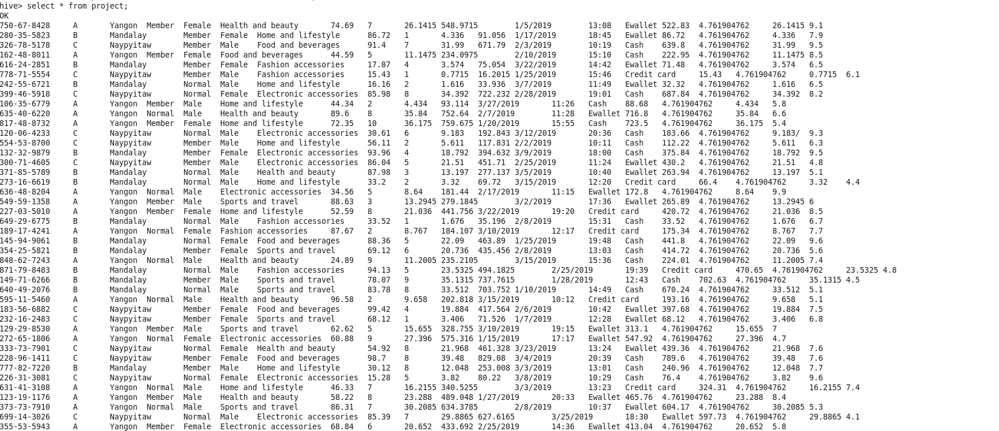 hive> select * from project;
OK
750-67-8428 A Yangon Member Female Health and beauty 74.69 7 26.1415 548.9715 1/5/2019 13:08 Ewallet 522.83 4.761904762 26.1415 9.1
280-35-5823 B Mandalay Member Female Home and lifestyle 86.72 1 4.336 91.056 1/17/2019 18:45 Ewallet 86.72 4.761904762 4.336 7.9
326-78-5178 C Naypyitaw Member Male Food and beverages 91.4 7 31.99 671.79 2/3/2019 10:19 Cash 639.8 4.761904762 31.99 9.5
162-48-8011 A Yangon Member Female Food and beverages 44.59 5 11.1475 234.0975 2/10/2019 15:10 Cash 222.95 4.761904762 11.1475 8.5
616-24-2851 B Mandalay Member Female Fashion accessories 17.87 4 3.574 75.054 3/22/2019 14:42 Ewallet 71.48 4.761904762 3.574 6.5
778-71-5554 C Naypyitaw Member Male Fashion accessories 15.43 1 0.7715 16.2015 1/25/2019 15:46 Credit card 15.43 4.761904762 0.7715 6.1
242-55-6721 B Mandalay Normal Male Home and lifestyle 16.16 2 1.616 33.936 3/7/2019 11:49 Ewallet 32.32 4.761904762 1.616 6.5
399-46-5918 C Naypyitaw Normal Female Electronic accessories 85.98 8 34.392 722.232 2/28/2019 19:01 Cash 687.84 4.761904762 34.392 8.2
106-35-6779 A Yangon Member Male Home and lifestyle 44.34 2 4.434 93.114 3/27/2019 11:26 Cash 88.68 4.761904762 4.434 5.8
635-40-6220 A Yangon Normal Male Health and beauty 89.6 8 35.84 752.64 2/7/2019 11:28 Ewallet 716.8 4.761904762 35.84 6.6
817-48-8732 A Yangon Member Female Home and lifestyle 72.35 10 36.175 759.675 1/20/2019 15:55 Cash 723.5 4.761904762 36.175 5.4
120-06-4233 C Naypyitaw Normal Male Electronic accessories 30.61 6 9.183 192.843 3/12/2019 20:36 Cash 183.66 4.761904762 9.183/ 9.3
554-53-8700 C Naypyitaw Member Male Home and lifestyle 56.11 2 5.611 117.831 2/2/2019 10:11 Cash 112.22 4.761904762 5.611 6.3
132-32-9879 B Mandalay Member Female Electronic accessories 93.96 4 18.792 394.632 3/9/2019 18:00 Cash 375.84 4.761904762 18.792 9.5
300-71-4605 C Naypyitaw Member Male Electronic accessories 86.04 5 21.51 451.71 2/25/2019 11:24 Ewallet 430.2 4.761904762 21.51 4.8
371-85-5789 B Mandalay Normal Male Health and beauty 87.98 3 13.197 277.137 3/5/2019 10:40 Ewallet 263.94 4.761904762 13.197 5.1
273-16-6619 B Mandalay Normal Male Home and lifestyle 33.2 2 3.32 69.72 3/15/2019 12:20 Credit card 66.4 4.761904762 3.32 4.4
636-48-8204 A Yangon Normal Male Electronic accessories 34.56 5 8.64 181.44 2/17/2019 11:15 Ewallet 172.8 4.761904762 8.64 9.9
549-59-1358 A Yangon Member Male Sports and travel 88.63 3 13.2945 279.1845 3/2/2019 17:36 Ewallet 265.89 4.761904762 13.2945 6
227-03-5010 A Yangon Member Female Home and lifestyle 52.59 8 21.036 441.756 3/22/2019 19:20 Credit card 420.72 4.761904762 21.036 8.5
649-29-6775 B Mandalay Normal Male Fashion accessories 33.52 1 1.676 35.196 2/8/2019 15:31 Cash 33.52 4.761904762 1.676 6.7
189-17-4241 A Yangon Normal Female Fashion accessories 87.67 2 8.767 184.107 3/10/2019 12:17 Credit card 175.34 4.761904762 8.767 7.7
145-94-9061 B Mandalay Normal Female Food and beverages 88.36 5 22.09 463.89 1/25/2019 19:48 Cash 441.8 4.761904762 22.09 9.6
354-25-5821 B Mandalay Member Female Sports and travel 69.12 6 20.736 435.456 2/8/2019 13:03 Cash 414.72 4.761904762 20.736 5.6
848-62-7243 A Yangon Normal Male Health and beauty 24.89 9 11.2005 235.2105 3/15/2019 15:36 Cash 224.01 4.761904762 11.2005 7.4
871-79-8483 B Mandalay Normal Male Fashion accessories 94.13 5 23.5325 494.1825 2/25/2019 19:39 Credit card 470.65 4.761904762 23.5325 4.8
149-71-6266 B Mandalay Member Male Sports and travel 78.07 9 35.1315 737.7615 1/28/2019 12:43 Cash 702.63 4.761904762 35.1315 4.5
640-49-2076 B Mandalay Normal Male Sports and travel 83.78 8 33.512 703.752 1/10/2019 14:49 Cash 670.24 4.761904762 33.512 5.1
595-11-5460 A Yangon Normal Male Health and beauty 96.58 2 9.658 202.818 3/15/2019 10:12 Credit card 193.16 4.761904762 9.658 5.1
183-56-6882 C Naypyitaw Member Female Food and beverages 99.42 4 19.884 417.564 2/6/2019 10:42 Ewallet 397.68 4.761904762 19.884 7.5
232-16-2483 C Naypyitaw Member Female Sports and travel 68.12 1 3.406 71.526 1/7/2019 12:28 Ewallet 68.12 4.761904762 3.406 6.8
129-29-8530 A Yangon Member Male Sports and travel 62.62 5 15.655 328.755 3/10/2019 19:15 Ewallet 313.1 4.761904762 15.655 7
272-65-1806 A Yangon Normal Female Electronic accessories 60.88 9 27.396 575.316 1/15/2019 17:17 Ewallet 547.92 4.761904762 27.396 4.7
333-73-7901 C Naypyitaw Normal Female Health and beauty 54.92 8 21.968 461.328 3/23/2019 13:24 Ewallet 439.36 4.761904762 21.968 7.6
228-96-1411 C Naypyitaw Member Female Food and beverages 98.7 8 39.48 829.08 3/4/2019 20:39 Cash 789.6 4.761904762 39.48 7.6
777-82-7220 B Mandalay Member Male Home and lifestyle 30.12 8 12.048 253.008 3/3/2019 13:01 Cash 240.96 4.761904762 12.048 7.7
226-31-3081 C Naypyitaw Normal Female Electronic accessories 15.28 5 3.82 80.22 3/8/2019 10:29 Cash 76.4 4.761904762 3.82 9.6
631-41-3108 A Yangon Normal Male Home and lifestyle 46.33 7 16.2155 340.5255 3/3/2019 13:23 Credit card 324.31 4.761904762 16.2155 7.4
123-19-1176 A Yangon Member Male Health and beauty 58.22 8 23.288 489.048 1/27/2019 20:33 Ewallet 465.76 4.761904762 23.288 8.4
373-73-7910 A Yangon Normal Male Sports and travel 86.31 7 30.2085 634.3785 2/8/2019 10:37 Ewallet 604.17 4.761904762 30.2085 5.3
699-14-3026 C Naypyitaw Normal Male Electronic accessories 85.39 7 29.8865 627.6165 3/25/2019 18:30 Ewallet 597.73 4.761904762 29.8865 4.1
355-53-5943 A Yangon Member Female Electronic accessories 68.84 6 20.652 433.692 2/25/2019 14:36 Ewallet 413.04 4.761904762 20.652 5.8